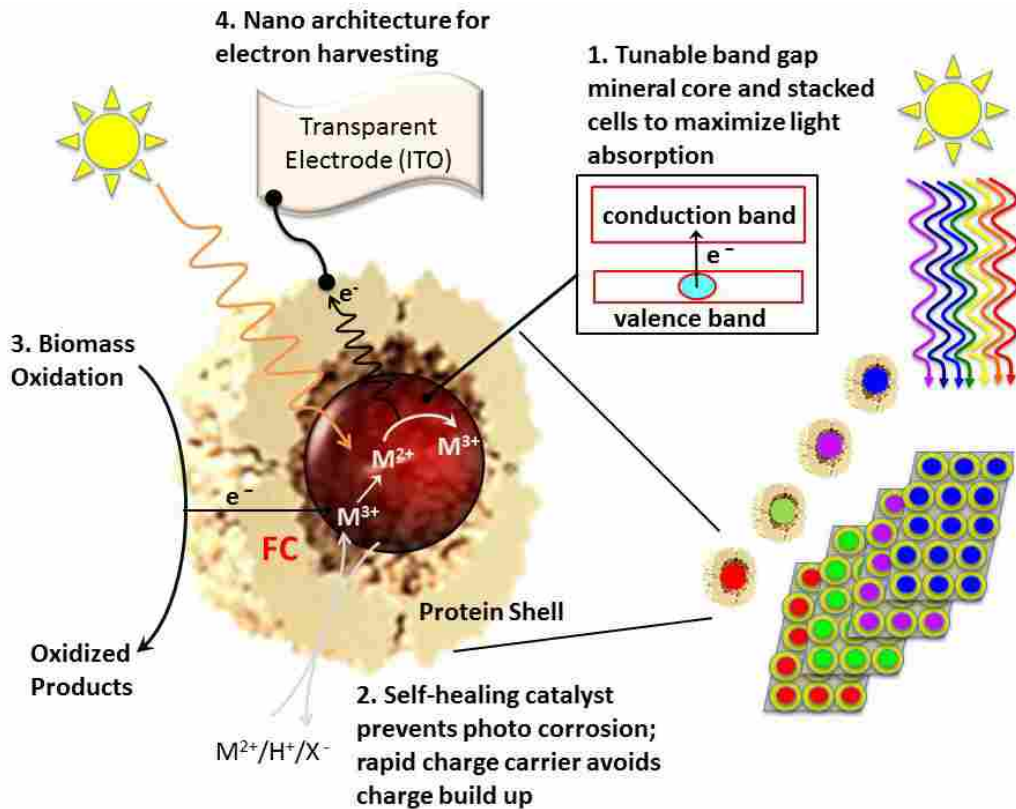 4. Nano architecture for
electron harvesting
Transparent
Electrode (ITO)
1. Tunable band gap
mineral core and stacked
cells to maximize light
absorption
conduction band
e⁻
valence band
e⁻
3. Biomass
Oxidation
e⁻
M²⁺
M³⁺
M³⁺
FC
Protein Shell
Oxidized
Products
M²⁺/H⁺/X⁻
2. Self-healing catalyst
prevents photo corrosion;
rapid charge carrier avoids
charge build up